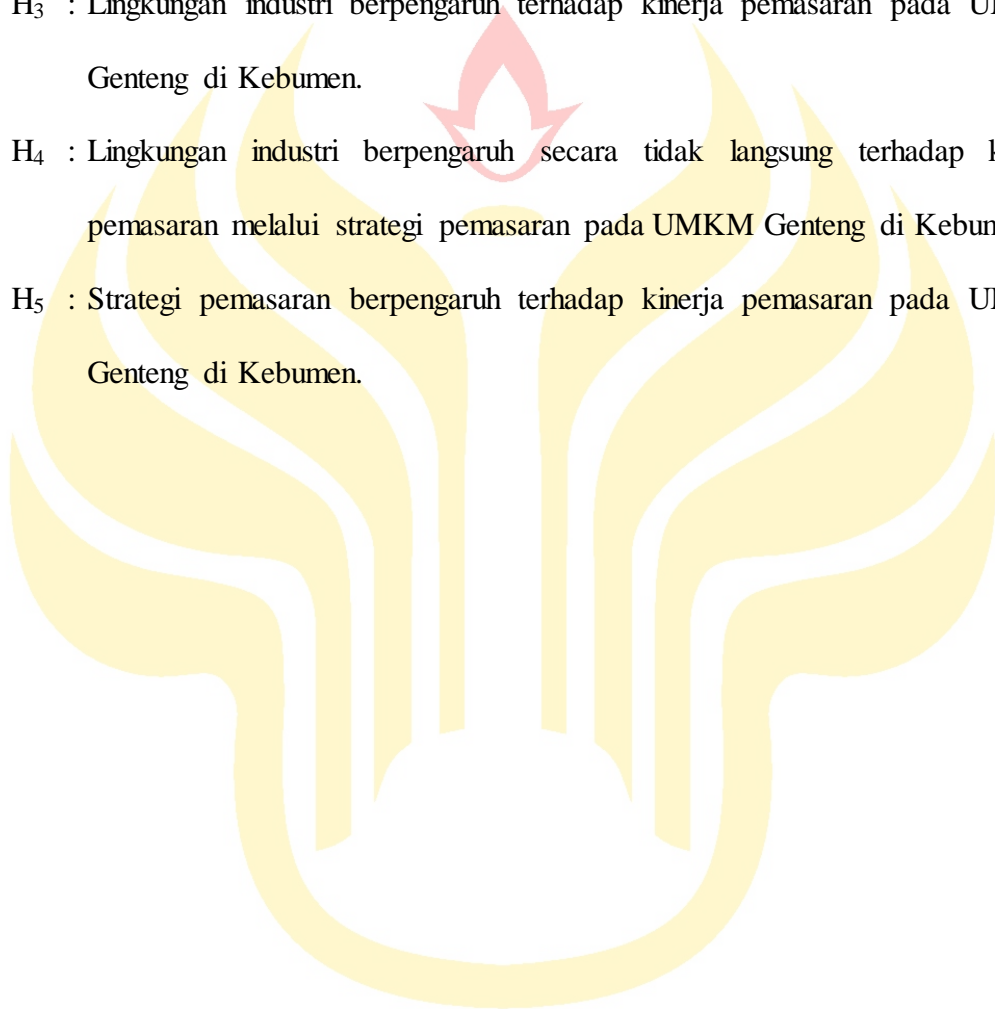 H₃ : Lingkungan industri berpengaruh terhadap kinerja pemasaran pada
Genteng di Kebumen.
H₄ : Lingkungan industri berpengaruh secara tidak langsung terhadap
pemasaran melalui strategi pemasaran pada UMKM Genteng di
H₅ : Strategi pemasaran berpengaruh terhadap kinerja pemasaran pada
Genteng di Kebumen.